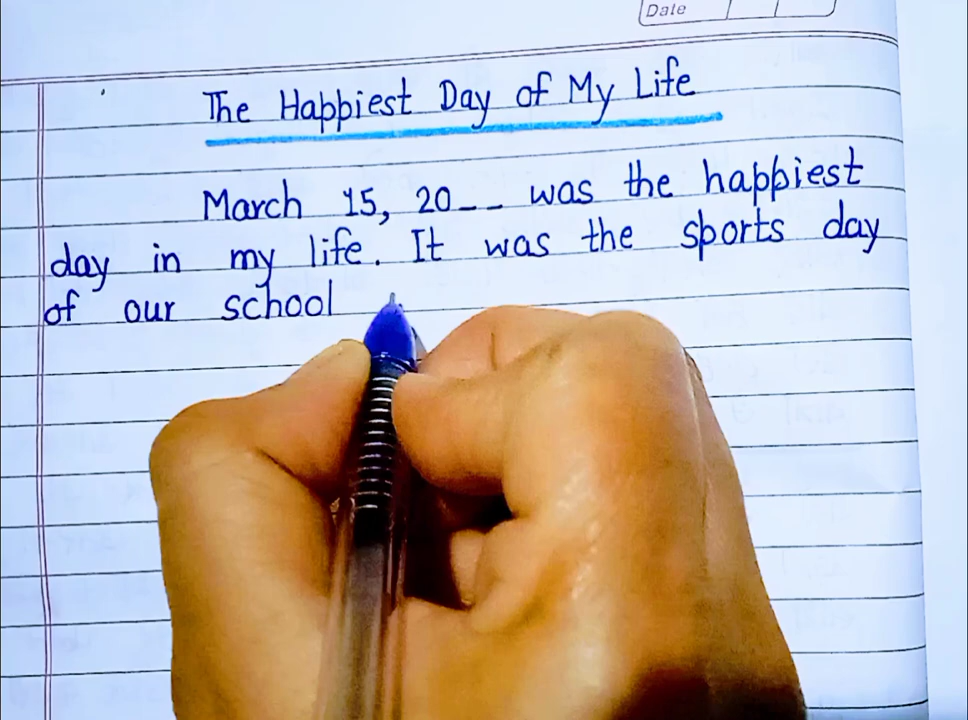 Date
The Happiest Day of My Life
March 15, 20__ was the happiest
day in my life. It was the sports day
of our school